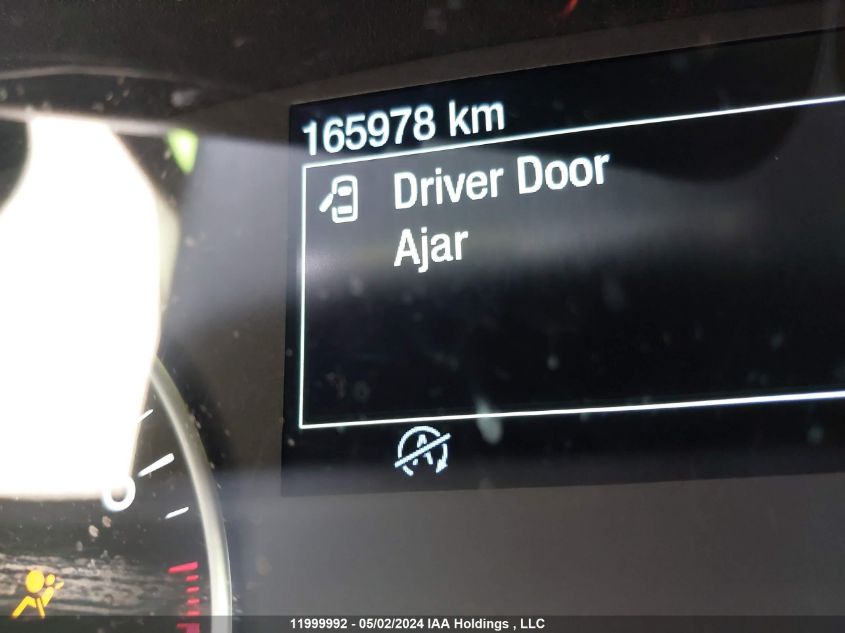 165978 km
Driver Door
Ajar
A
11999992 - 05/02/2024 IAA Holdings , LLC